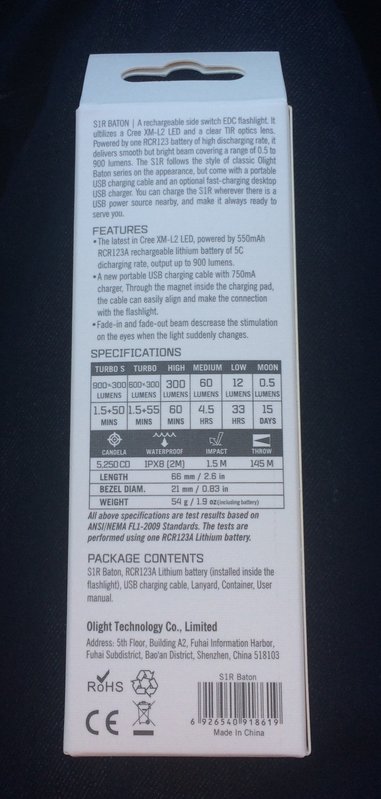 S1R BATON | A rechargeable side switch EDC flashlight. It
ultilizes a Cree XM-L2 LED and a clear TIR optics lens.
Powered by one RCR123 battery of high discharging rate, it
delivers smooth but bright beam covering a range of 0.5 to
900 lumens. The S1R follows the style of classic Olight
Baton series on the appearance, but come with a portable
USB charging cable and an optional fast-charging desktop
USB charger. You can charge the S1R wherever there is a
USB power source nearby, and make it always ready to
serve you.
FEATURES
•The latest in Cree XM-L2 LED, powered by 550mAh
RCR123A rechargeable lithium battery of 5C
dicharging rate, output up to 900 lumens.
•A new portable USB charging cable with 750mA
charger. Through the magnet inside the charging pad,
the cable can easily align and make the connection
with the flashlight.
•Fade-in and fade-out beam descrease the stimulation
on the eyes when the light suddenly changes.
SPECIFICATIONS
TURBO S TURBO HIGH MEDIUM LOW MOON
900+300 600+300 300 60 12 0.5
LUMENS LUMENS LUMENS LUMENS LUMENS LUMENS
1.5+50 1.5+55 60 4.5 33 15
MINS MINS MINS HRS HRS DAYS
CANDELA WATERPROOF IMPACT THROW
5,250CD IPX8 (2M) 1.5 M 145 M
LENGTH 66 mm / 2.6 in
BEZEL DIAM. 21 mm / 0.83 in
WEIGHT 54 g / 1.9 oz (including battery)
All above specifications are test results based on
ANSI/NEMA FL1-2009 Standards. The tests are
performed using one RCR123A Lithium battery.
PACKAGE CONTENTS
S1R Baton, RCR123A Lithium battery (installed inside the
flashlight), USB charging cable, Lanyard, Container, User
manual.
Olight Technology Co., Limited
Address: 5th Floor, Building A2, Fuhai Information Harbor,
Fuhai Subdistrict, Bao'an District, Shenzhen, China 518103
RoHS
CE
S1R Baton
6 926540 918619
Made In China